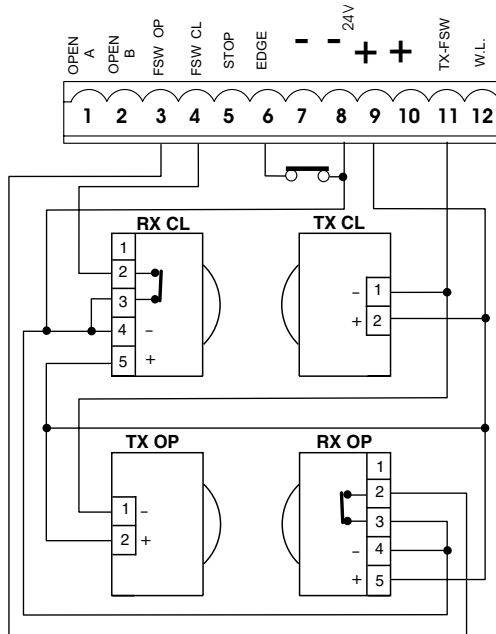 OPEN A
OPEN B
FSW OP
FSW CL
STOP
EDGE
-
-
24V
+
+
TX-FSW
W.L.
1 2 3 4 5 6 7 8 9 10 11 12
RX CL
1
2
3
4 -
5 +
TX CL
- 1
+ 2
TX OP
1 -
2 +
RX OP
1
2
3
- 4
+ 5